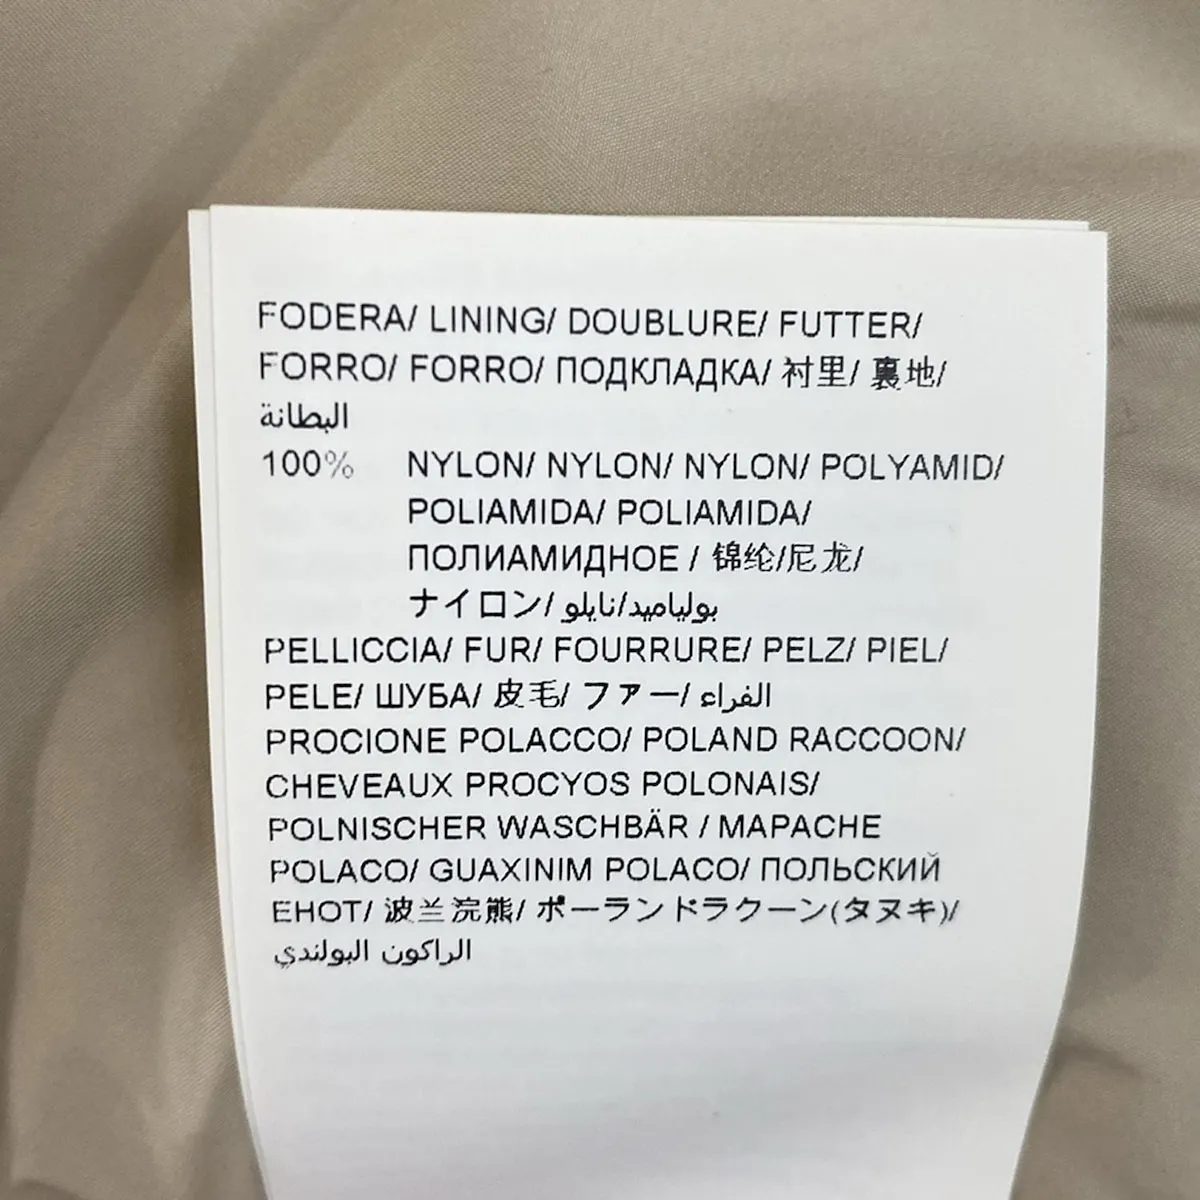 FODERA/ LINING/ DOUBLURE/ FUTTER/
FORRO/ FORRO/ ПОДКЛАДКА/ 衬里/ 裏地/
البطانة
100% NYLON/ NYLON/ NYLON/ POLYAMID/
POLIAMIDA/ POLIAMIDA/
ПОЛИАМИДНОЕ / 锦纶/尼龙/
ナイロン/ بولياميد/نايلو
PELLICCIA/ FUR/ FOURRURE/ PELZ/ PIEL/
PELE/ ШУБА/ 皮毛/ ファー/ الفراء
PROCIONE POLACCO/ POLAND RACCOON/
CHEVEAUX PROCYOS POLONAIS/
POLNISCHER WASCHBÄR / MAPACHE
POLACO/ GUAXINIM POLACO/ ПОЛЬСКИЙ
ЕНОТ/ 波兰浣熊/ ポーランドラクーン(タヌキ)/
الراكون البولندي